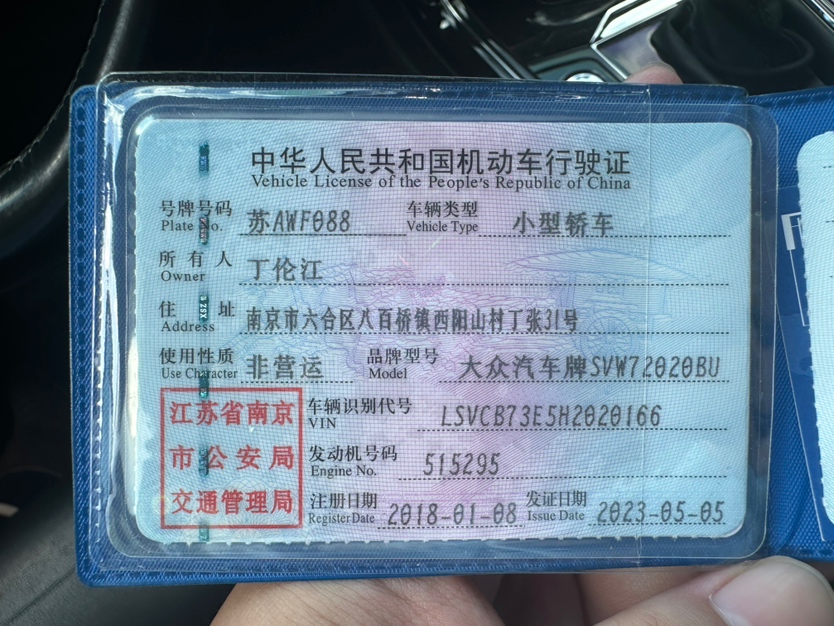 中华人民共和国机动车行驶证
Vehicle License of the People's Republic of China
号牌号码 苏AWF088 车辆类型 小型轿车
Plate No. Vehicle Type
所有人 丁伦江
Owner
住址 南京市六合区八百桥镇西阳山村丁张31号
Address
使用性质 非营运 品牌型号 大众汽车牌SVW72020BU
Use Character Model
江苏省南京 车辆识别代号 LSVCB73E5H2020166
VIN
市公安局 发动机号码 515295
Engine No.
交通管理局 注册日期 2018-01-08 发证日期 2023-05-05
Register Date Issue Date